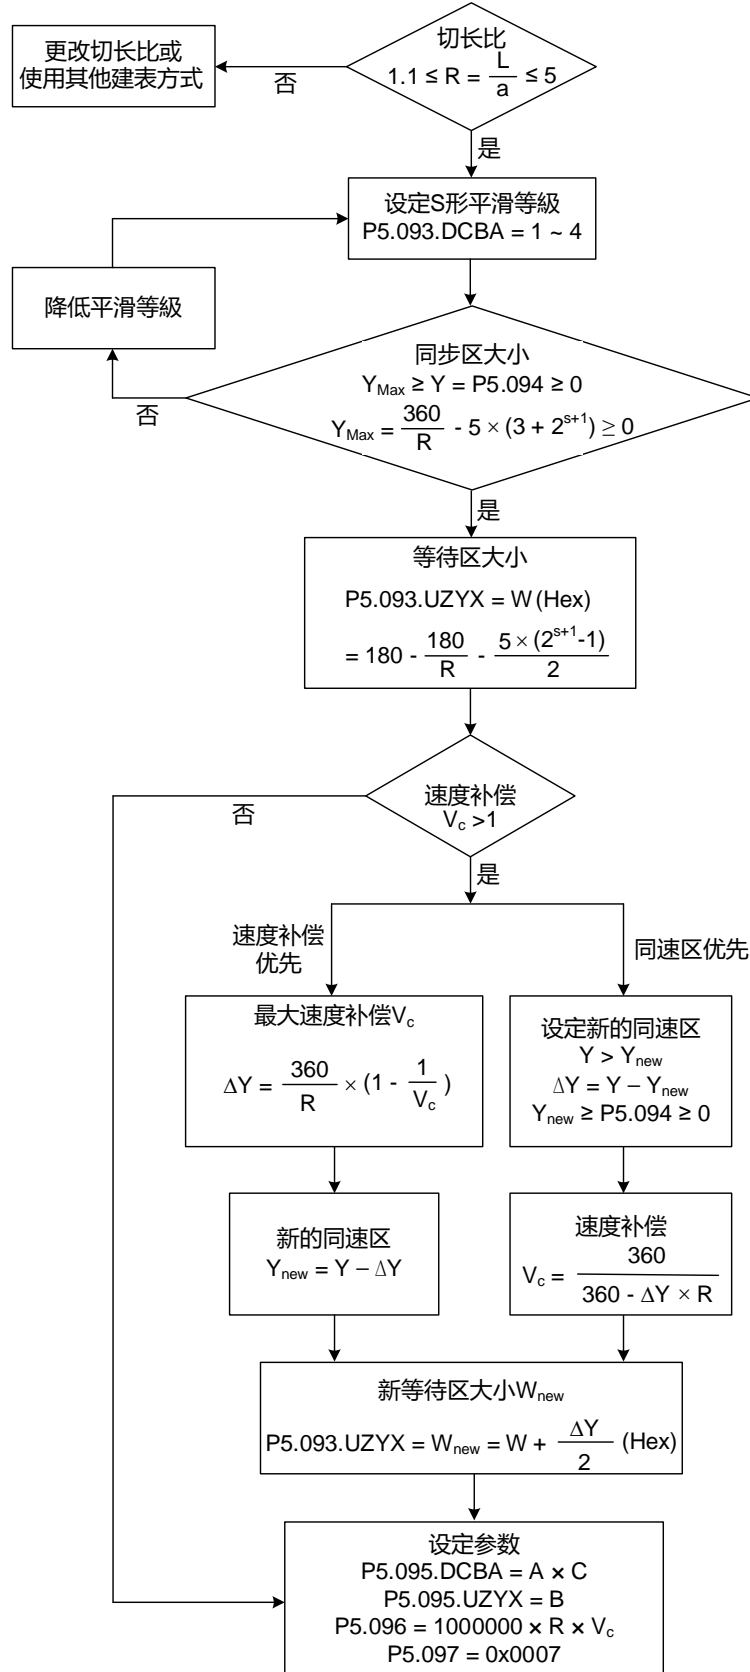 切长比
1.1 ≤ R = L/a ≤ 5
更改切长比或
使用其他建表方式
否
是
设定S形平滑等級
P5.093.DCBA = 1 ~ 4
降低平滑等級
同步区大小
Y_Max ≥ Y = P5.094 ≥ 0
Y_Max = 360/R - 5 × (3 + 2^{s+1}) ≥ 0
否
是
等待区大小
P5.093.UZYX = W (Hex)
= 180 - 180/R - 5 × (2^{s+1}-1)/2
速度补偿
V_c >1
否
是
速度补偿
优先
同速区优先
最大速度补偿V_c
ΔY = 360/R × (1 - 1/V_c )
设定新的同速区
Y > Y_new
ΔY = Y – Y_new
Y_new ≥ P5.094 ≥ 0
新的同速区
Y_new = Y – ΔY
速度补偿
V_c = 360/(360 - ΔY × R)
新等待区大小W_new
P5.093.UZYX = W_new = W + ΔY/2 (Hex)
设定参数
P5.095.DCBA = A × C
P5.095.UZYX = B
P5.096 = 1000000 × R × V_c
P5.097 = 0x0007